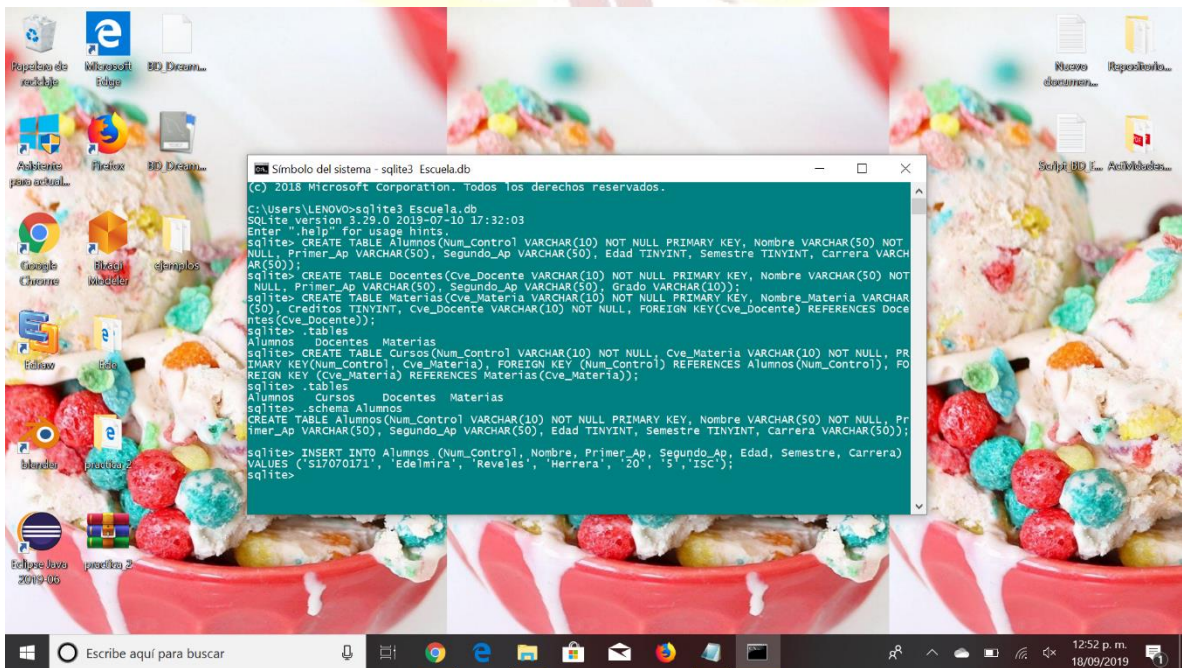 Papelera de
reciclaje
Microsoft
Edge
BD_Dream...
Nuevo
documen...
Repositorio...
Asistente
para actual...
Firefox
BD_Dream...
Script_BD_E...
Actividades...
Google
Chrome
Bizagi
Modeler
ejemplos
Edraw
Edo
blender
practica 2
Eclipse Java
2019-06
practica_2
Símbolo del sistema - sqlite3 Escuela.db
(c) 2018 Microsoft Corporation. Todos los derechos reservados.
C:\Users\LENOVO>sqlite3 Escuela.db
SQLite version 3.29.0 2019-07-10 17:32:03
Enter ".help" for usage hints.
sqlite> CREATE TABLE Alumnos(Num_Control VARCHAR(10) NOT NULL PRIMARY KEY, Nombre VARCHAR(50) NOT
NULL, Primer_Ap VARCHAR(50), Segundo_Ap VARCHAR(50), Edad TINYINT, Semestre TINYINT, Carrera VARCH
AR(50));
sqlite> CREATE TABLE Docentes(Cve_Docente VARCHAR(10) NOT NULL PRIMARY KEY, Nombre VARCHAR(50) NOT
NULL, Primer_Ap VARCHAR(50), Segundo_Ap VARCHAR(50), Grado VARCHAR(10));
sqlite> CREATE TABLE Materias(Cve_Materia VARCHAR(10) NOT NULL PRIMARY KEY, Nombre_Materia VARCHAR
(50), Creditos TINYINT, Cve_Docente VARCHAR(10) NOT NULL, FOREIGN KEY(Cve_Docente) REFERENCES Doce
ntes(Cve_Docente));
sqlite> .tables
Alumnos Docentes Materias
sqlite> CREATE TABLE Cursos(Num_Control VARCHAR(10) NOT NULL, Cve_Materia VARCHAR(10) NOT NULL, PR
IMARY KEY(Num_Control, Cve_Materia), FOREIGN KEY (Num_Control) REFERENCES Alumnos(Num_Control), FO
REIGN KEY (Cve_Materia) REFERENCES Materias(Cve_Materia));
sqlite> .tables
Alumnos Cursos Docentes Materias
sqlite> .schema Alumnos
CREATE TABLE Alumnos(Num_Control VARCHAR(10) NOT NULL PRIMARY KEY, Nombre VARCHAR(50) NOT NULL, Pr
imer_Ap VARCHAR(50), Segundo_Ap VARCHAR(50), Edad TINYINT, Semestre TINYINT, Carrera VARCHAR(50));
sqlite> INSERT INTO Alumnos (Num_Control, Nombre, Primer_Ap, Segundo_Ap, Edad, Semestre, Carrera)
VALUES ('S17070171', 'Edelmira', 'Reveles', 'Herrera', '20', '5','ISC');
sqlite>
Escribe aquí para buscar
12:52 p. m.
18/09/2019